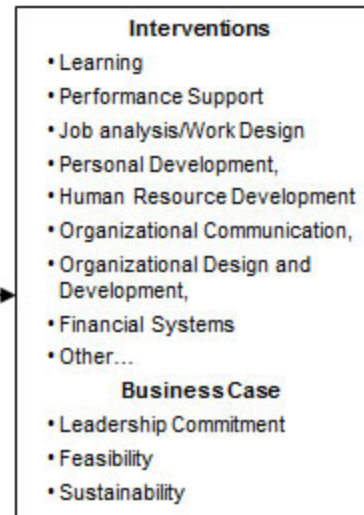 Interventions
• Learning
• Performance Support
• Job analysis/Work Design
• Personal Development,
• Human Resource Development
• Organizational Communication,
• Organizational Design and
Development,
• Financial Systems
• Other...
Business Case
• Leadership Commitment
• Feasibility
• Sustainability